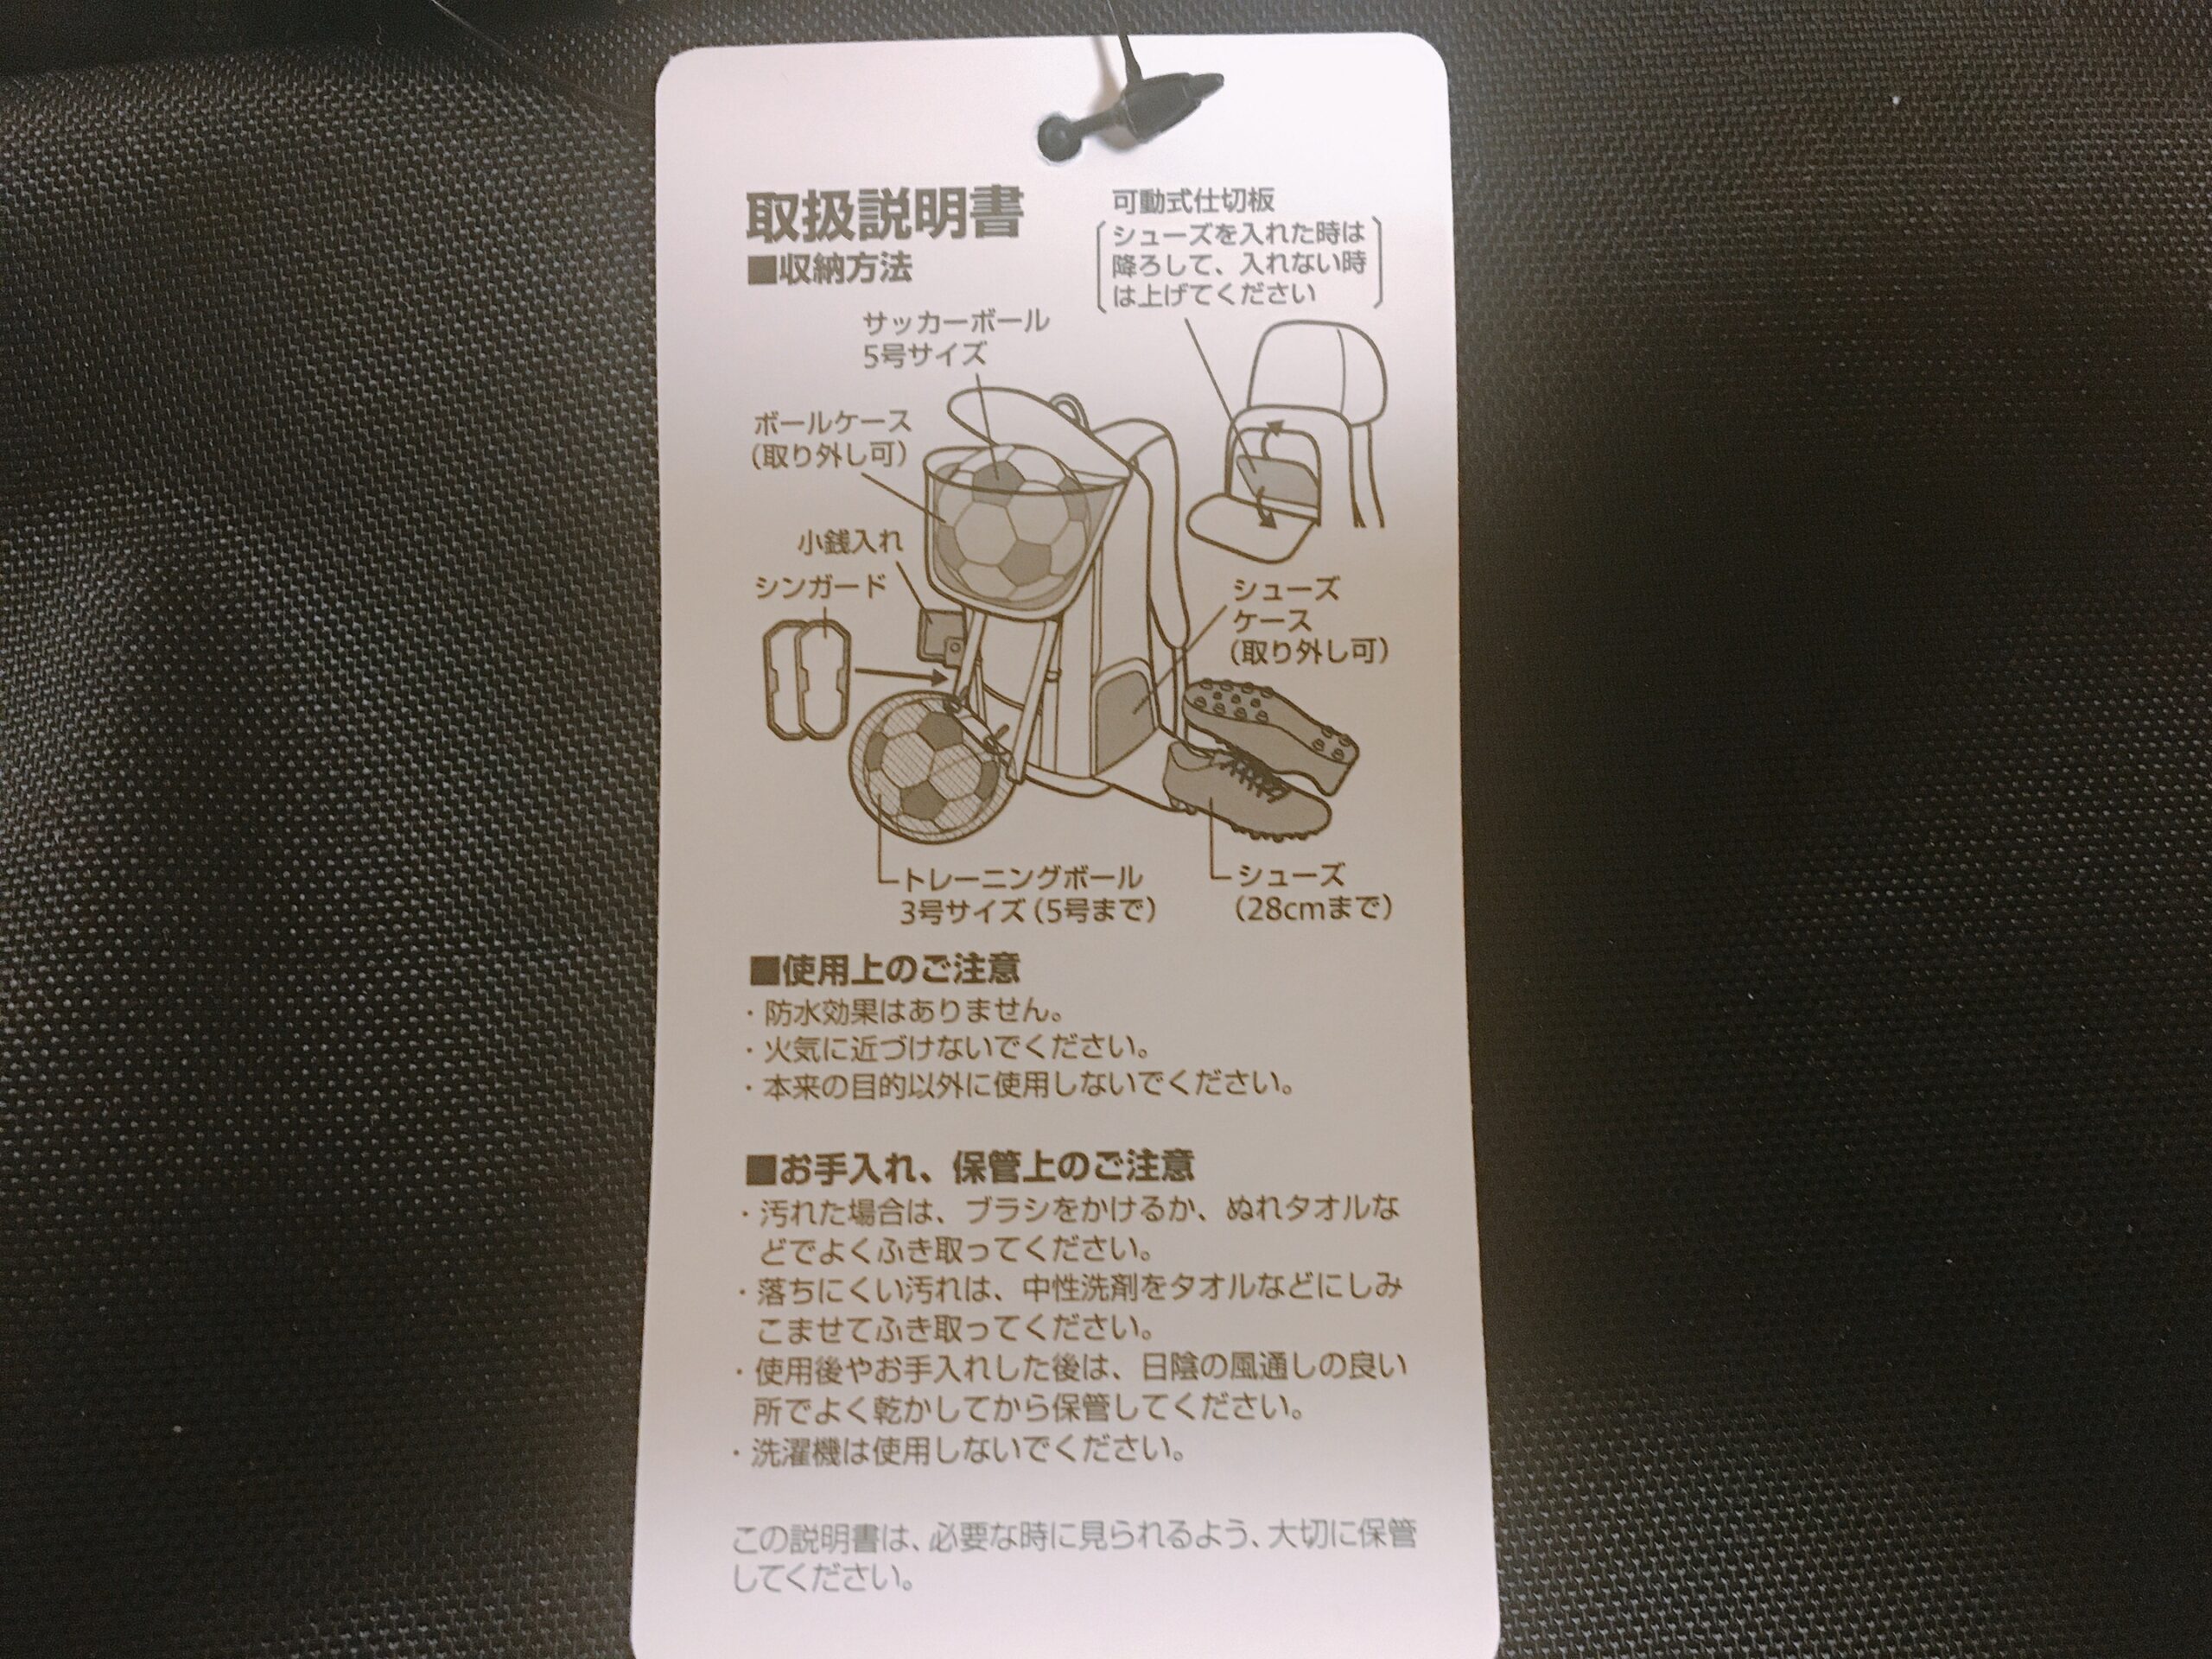 取扱説明書
■収納方法
可動式仕切板
シューズを入れた時は
降ろして、入れない時
は上げてください
サッカーボール
5号サイズ
ボールケース
（取り外し可）
小銭入れ
シンガード
シューズ
ケース
（取り外し可）
トレーニングボール
3号サイズ（5号まで）
シューズ
（28cmまで）
■使用上のご注意
・防水効果はありません。
・火気に近づけないでください。
・本来の目的以外に使用しないでください。
■お手入れ、保管上のご注意
・汚れた場合は、ブラシをかけるか、ぬれタオルな
どでよくふき取ってください。
・落ちにくい汚れは、中性洗剤をタオルなどにしみ
こませてふき取ってください。
・使用後やお手入れした後は、日陰の風通しの良い
所でよく乾かしてから保管してください。
・洗濯機は使用しないでください。
この説明書は、必要な時に見られるよう、大切に保管
してください。